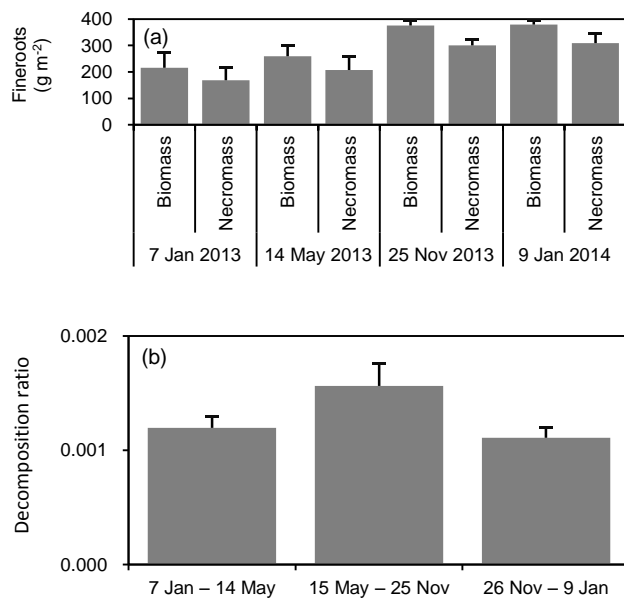 (a)
Fineroots
(g m⁻²)
400
300
200
100
0
Biomass
Necromass
Biomass
Necromass
Biomass
Necromass
Biomass
Necromass
7 Jan 2013
14 May 2013
25 Nov 2013
9 Jan 2014
(b)
Decomposition ratio
0.002
0.001
0.000
7 Jan – 14 May
15 May – 25 Nov
26 Nov – 9 Jan